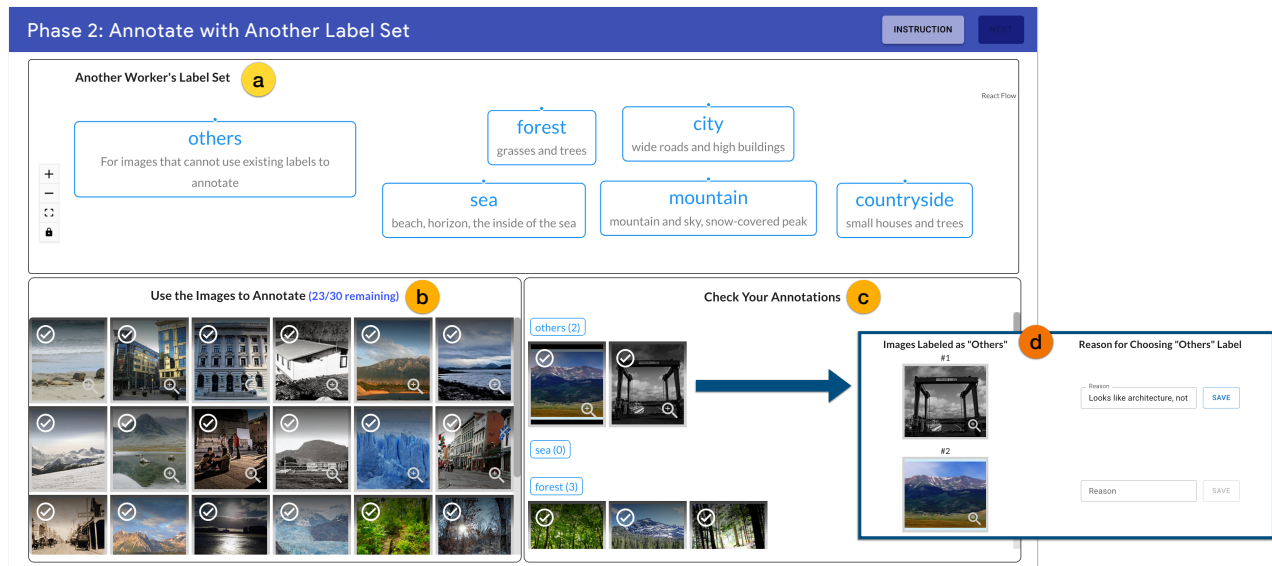 Phase 2: Annotate with Another Label Set
INSTRUCTION
NEXT
Another Worker's Label Set
a
React Flow
others
For images that cannot use existing labels to
annotate
forest
grasses and trees
city
wide roads and high buildings
sea
beach, horizon, the inside of the sea
mountain
mountain and sky, snow-covered peak
countryside
small houses and trees
Use the Images to Annotate (23/30 remaining)
b
Check Your Annotations
c
others (2)
sea (0)
forest (3)
d
Images Labeled as "Others"
Reason for Choosing "Others" Label
#1
Reason
Looks like architecture, not
SAVE
#2
Reason
SAVE